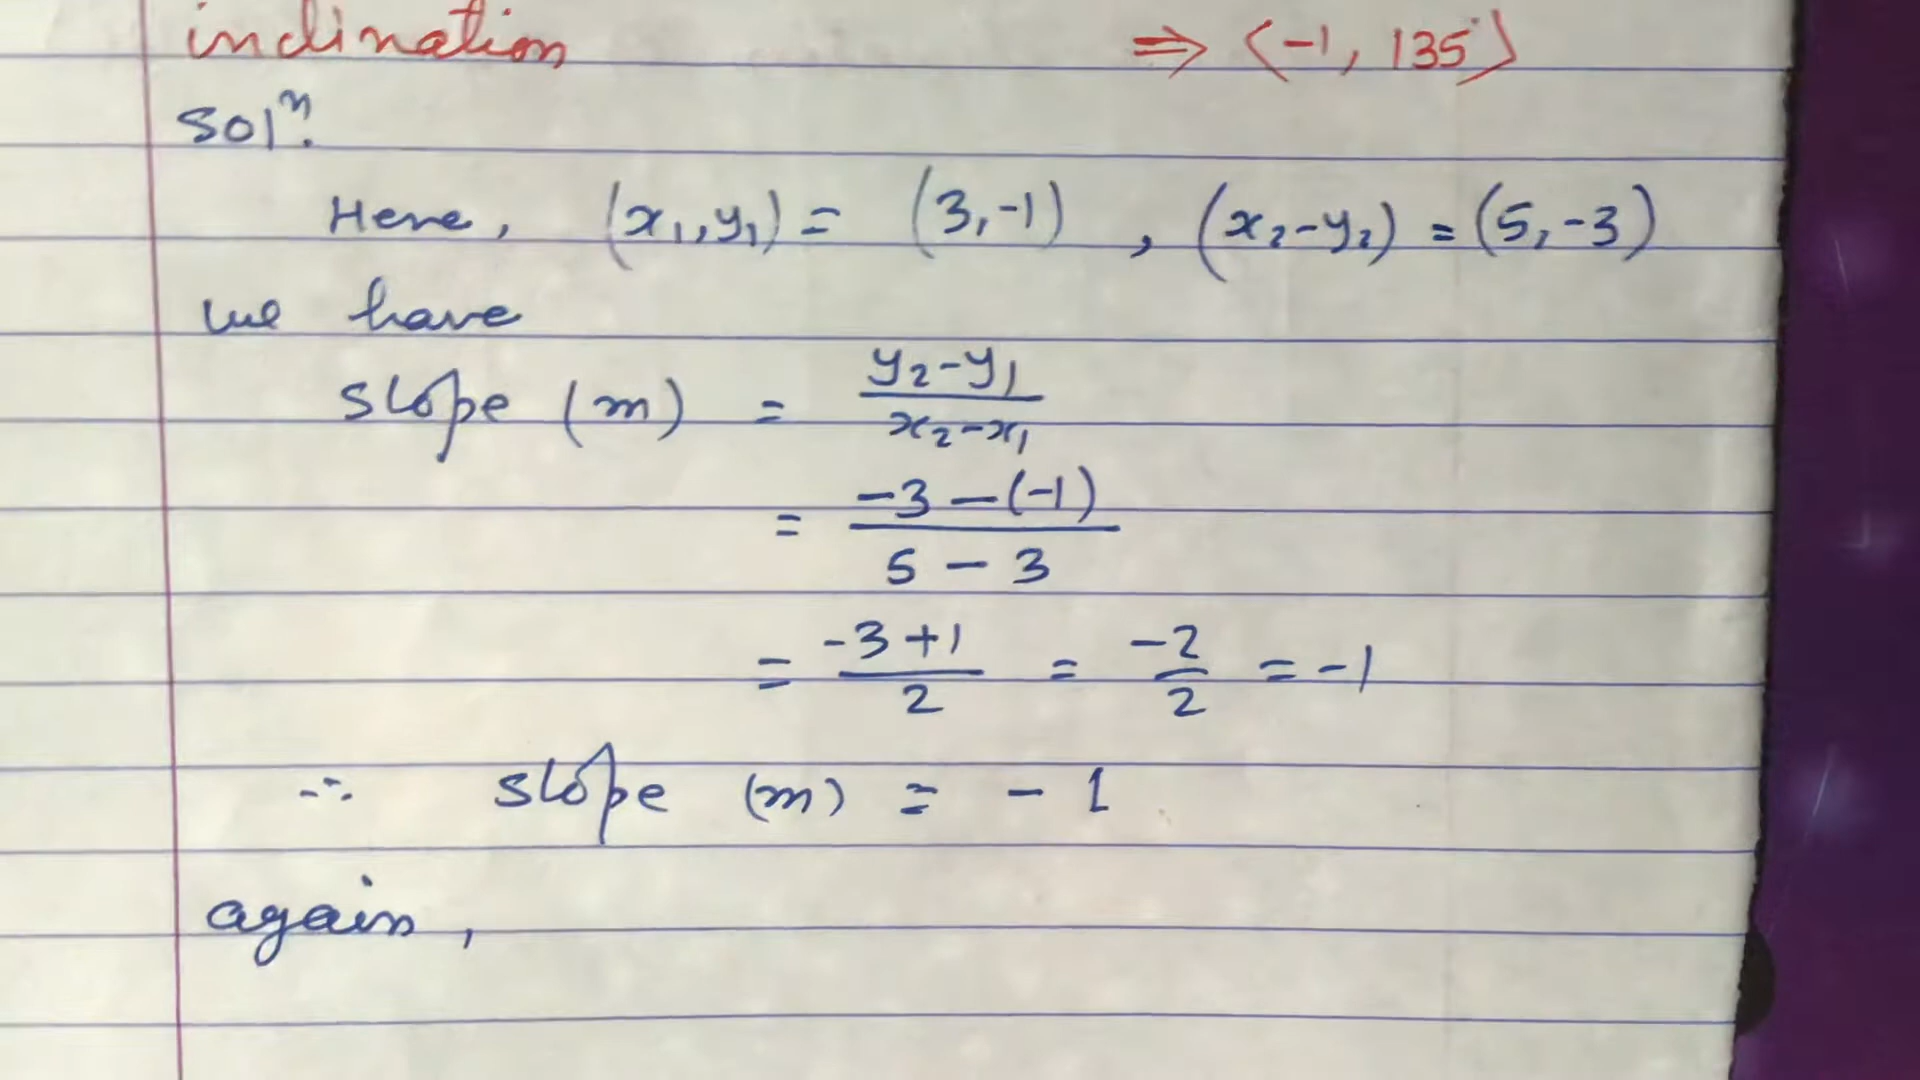 inclination ⇒ (-1, 135)
Solⁿ.
Here, (x₁,y₁) = (3,-1) , (x₂-y₂) = (5,-3)
we have
slope (m) = y₂-y₁ / x₂-x₁
= -3-(-1) / 5-3
= -3+1 / 2 = -2 / 2 = -1
∴ slope (m) = -1
again,